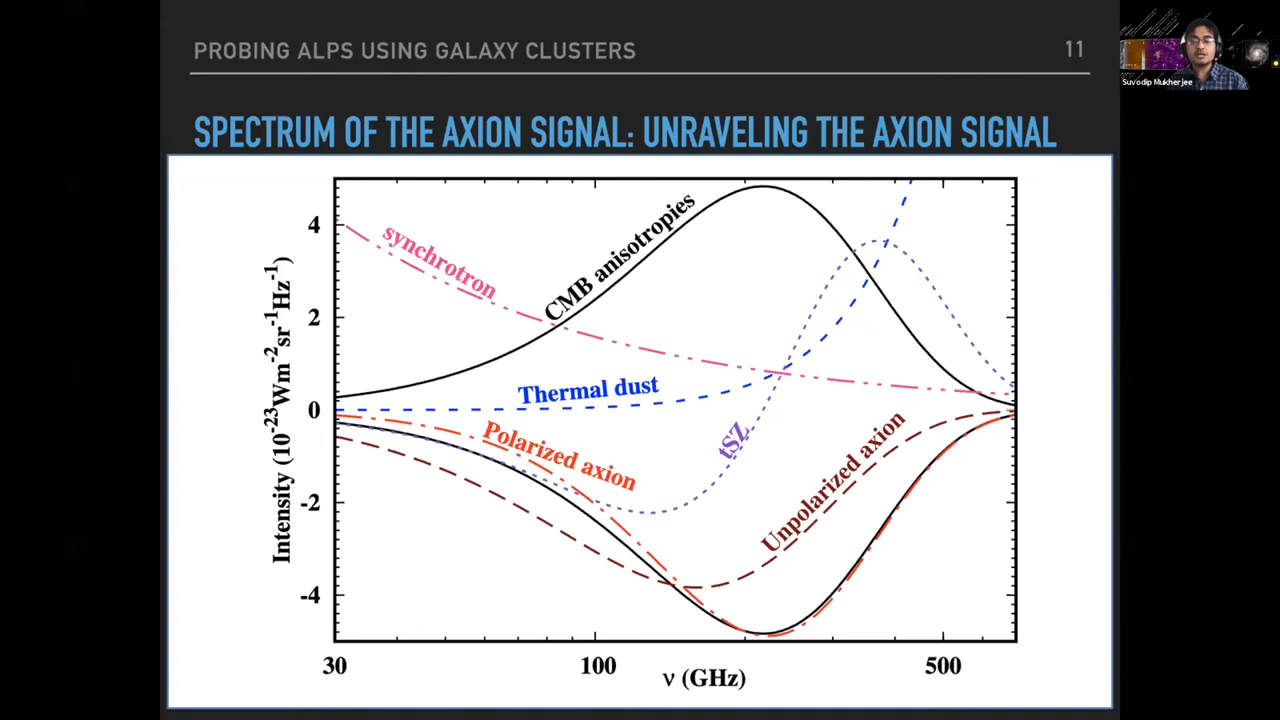 PROBING ALPS USING GALAXY CLUSTERS
11
Suvodip Mukherjee
SPECTRUM OF THE AXION SIGNAL: UNRAVELING THE AXION SIGNAL
Intensity (10⁻²³Wm⁻²sr⁻¹Hz⁻¹)
4
2
0
-2
-4
synchrotron
CMB anisotropies
Thermal dust
Polarized axion
tSZ
Unpolarized axion
30
100
500
ν (GHz)